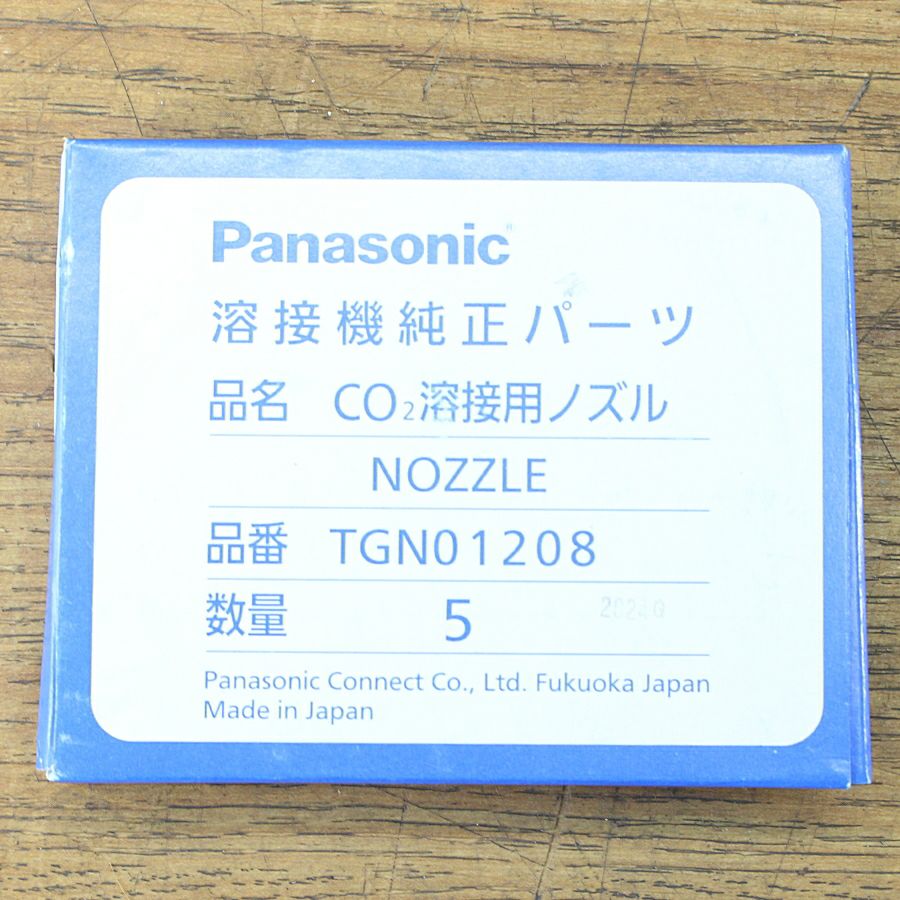 Panasonic®
溶接機純正パーツ
品名 CO₂溶接用ノズル
NOZZLE
品番 TGN01208
数量 5
Panasonic Connect Co., Ltd. Fukuoka Japan
Made in Japan